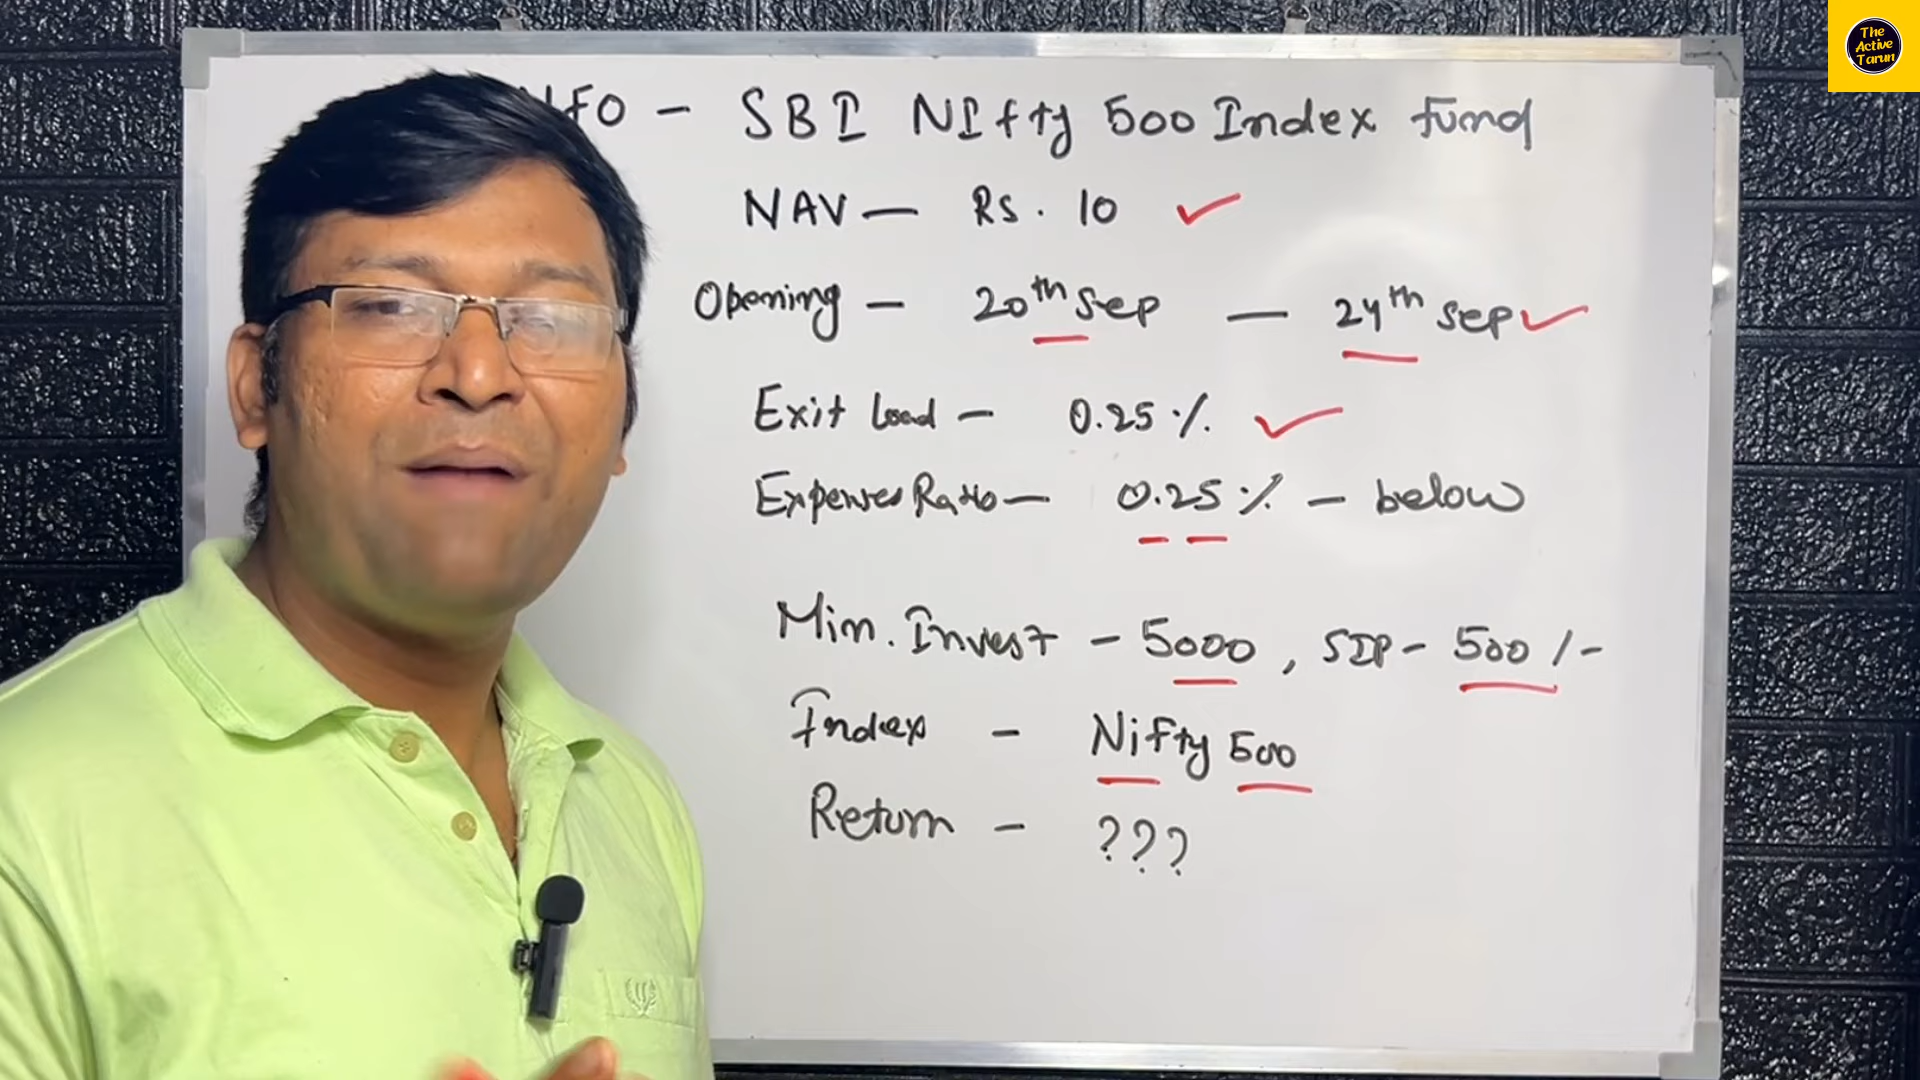 The
Active
Tarun
NFO - SBI NIfty 500 Index fund
NAV — Rs. 10
Opening - 20th Sep — 24th Sep
Exit Load - 0.25 %
Expenses Ratio — 0.25 % - below
Min. Invest - 5000, SIP - 500/-
Index - Nifty 500
Return - ???